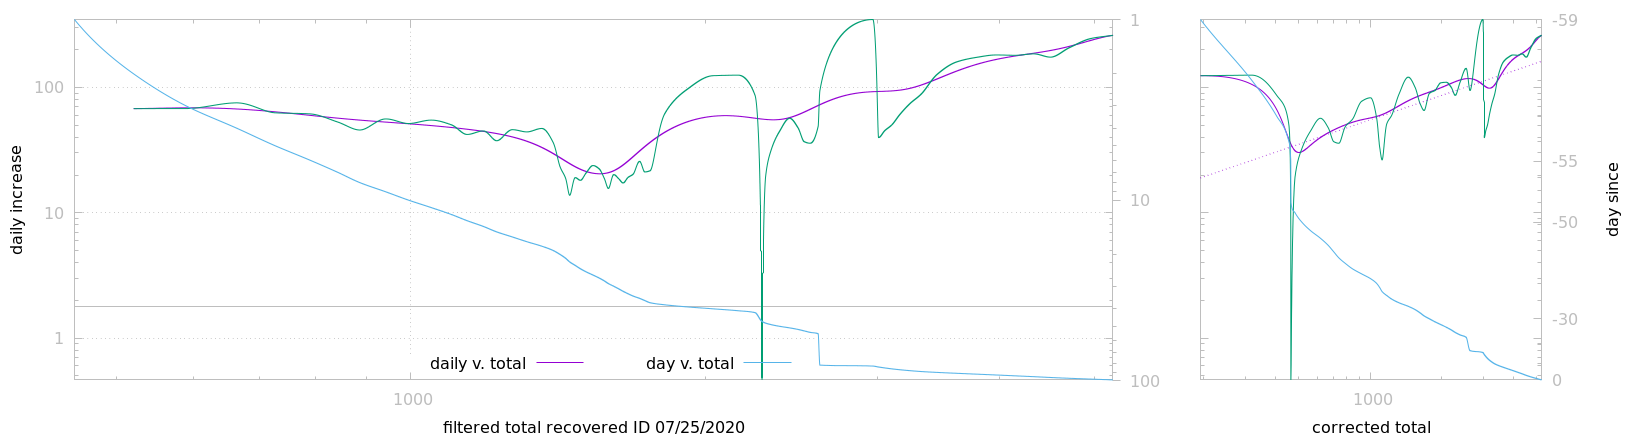 daily increase
100
10
1
1000
daily v. total
day v. total
1
10
100
filtered total recovered ID 07/25/2020
1000
corrected total
-59
-55
-50
-30
0
day since